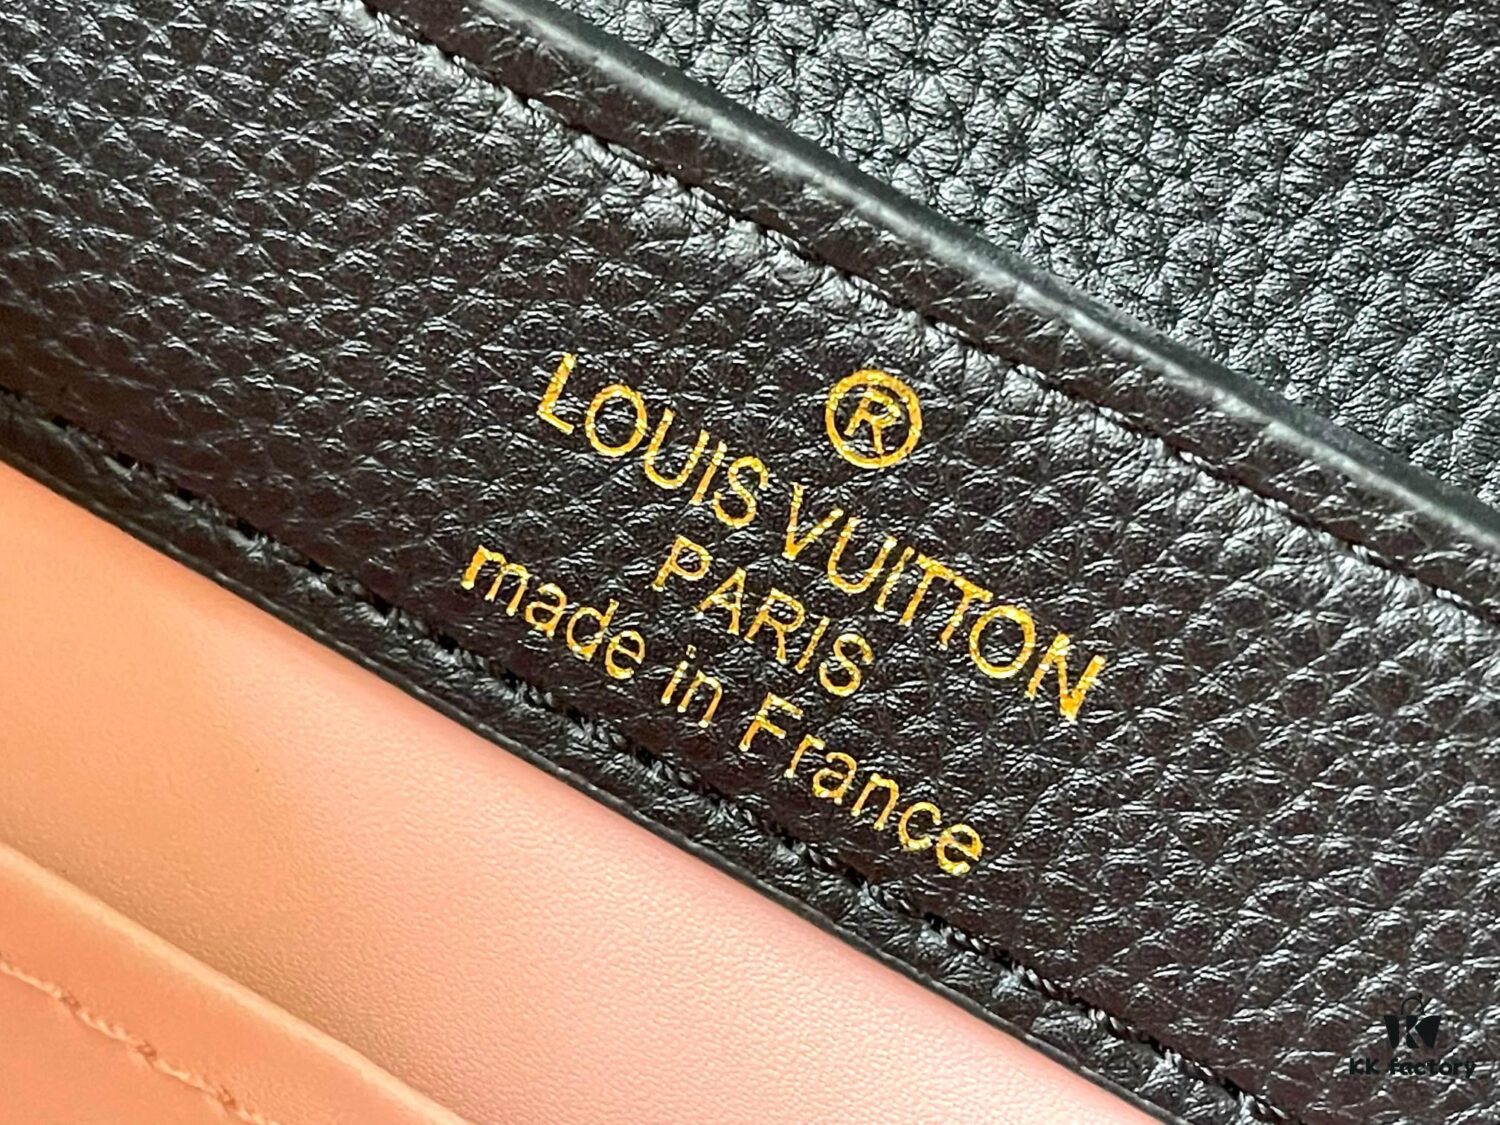 ®
LOUIS VUITTON
PARIS
made in France
KK factory